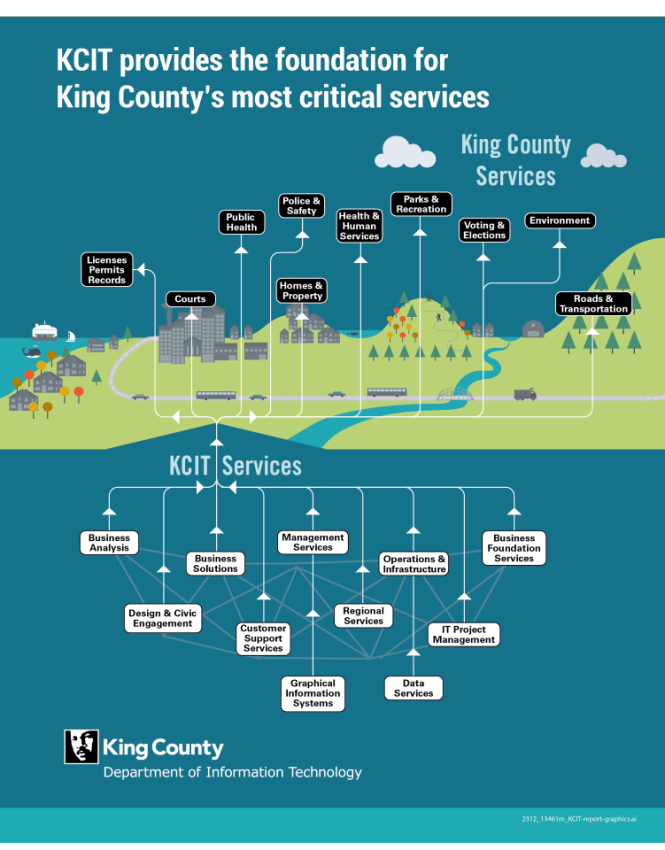 KCIT provides the foundation for
King County's most critical services
King County
Services
Police &
Safety
Parks &
Recreation
Public
Health
Health &
Human
Services
Voting &
Elections
Environment
Licenses
Permits
Records
Courts
Homes &
Property
Roads &
Transportation
KCIT Services
Business
Analysis
Business
Solutions
Management
Services
Operations &
Infrastructure
Business
Foundation
Services
Design & Civic
Engagement
Customer
Support
Services
Regional
Services
IT Project
Management
Graphical
Information
Systems
Data
Services
King County
Department of Information Technology
2312_13461m_KCIT-report-graphics.ai